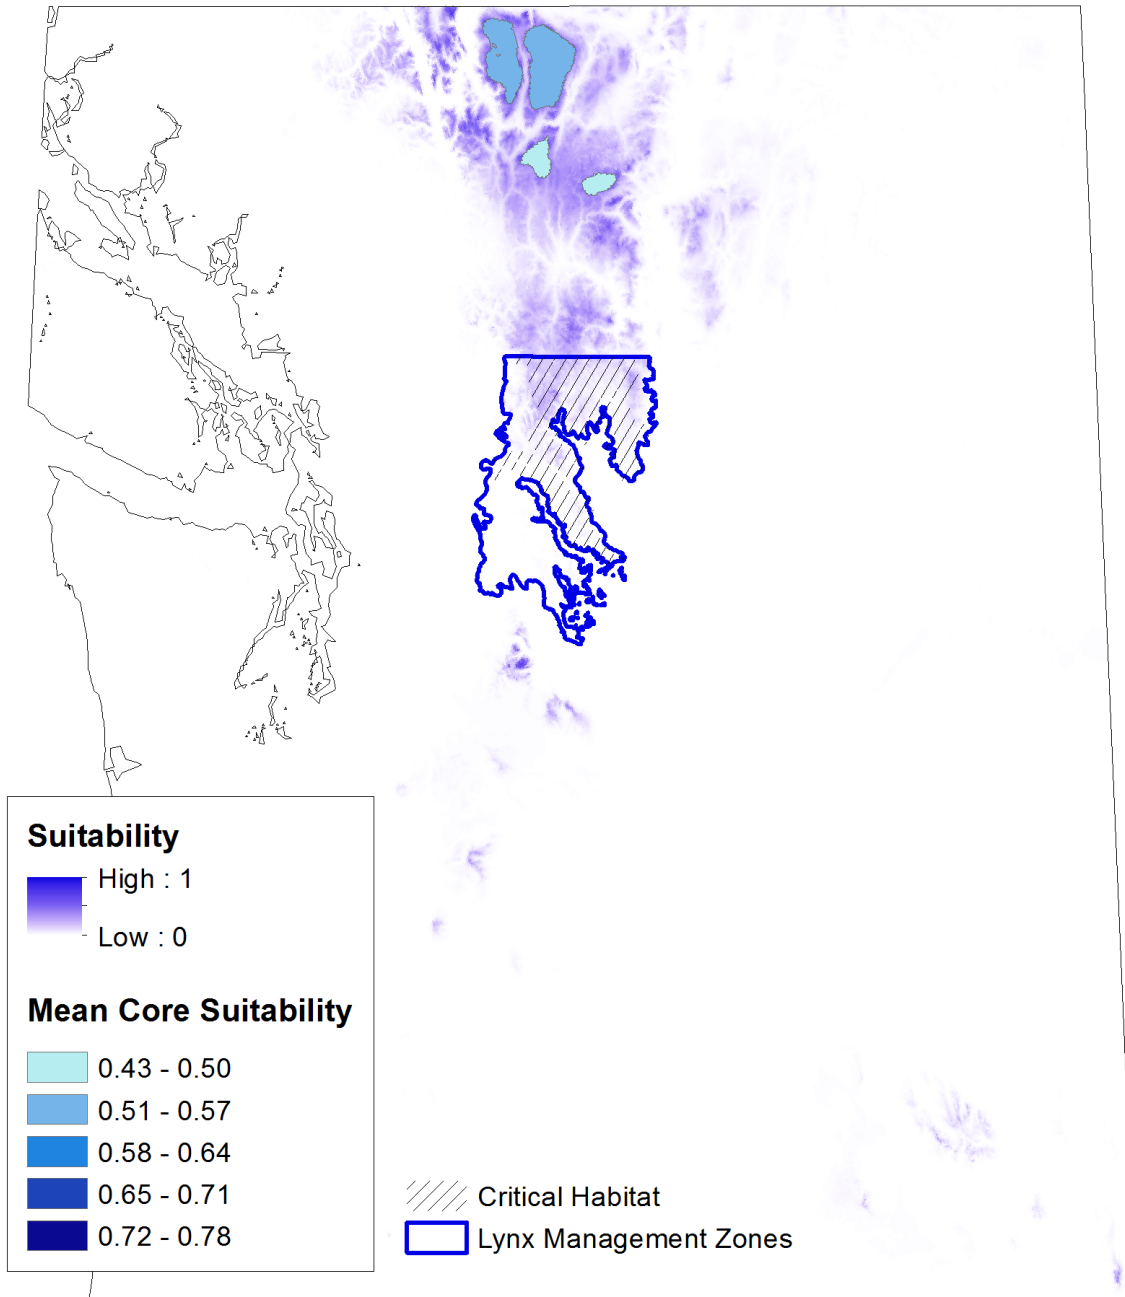 Suitability
High : 1
Low : 0
Mean Core Suitability
0.43 - 0.50
0.51 - 0.57
0.58 - 0.64
0.65 - 0.71
0.72 - 0.78
Critical Habitat
Lynx Management Zones